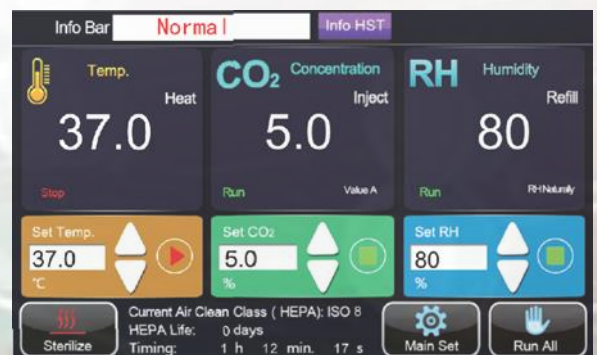 Info Bar Normal Info HST
Temp.
Heat
37.0
Stop
CO₂ Concentration
Inject
5.0
Run Value A
RH Humidity
Refill
80
Run RH Naturally
Set Temp.
37.0
℃
Set CO₂
5.0
%
Set RH
80
%
Sterilize
Current Air Clean Class ( HEPA): ISO 8
HEPA Life: 0 days
Timing: 1 h 12 min. 17 s
Main Set
Run All